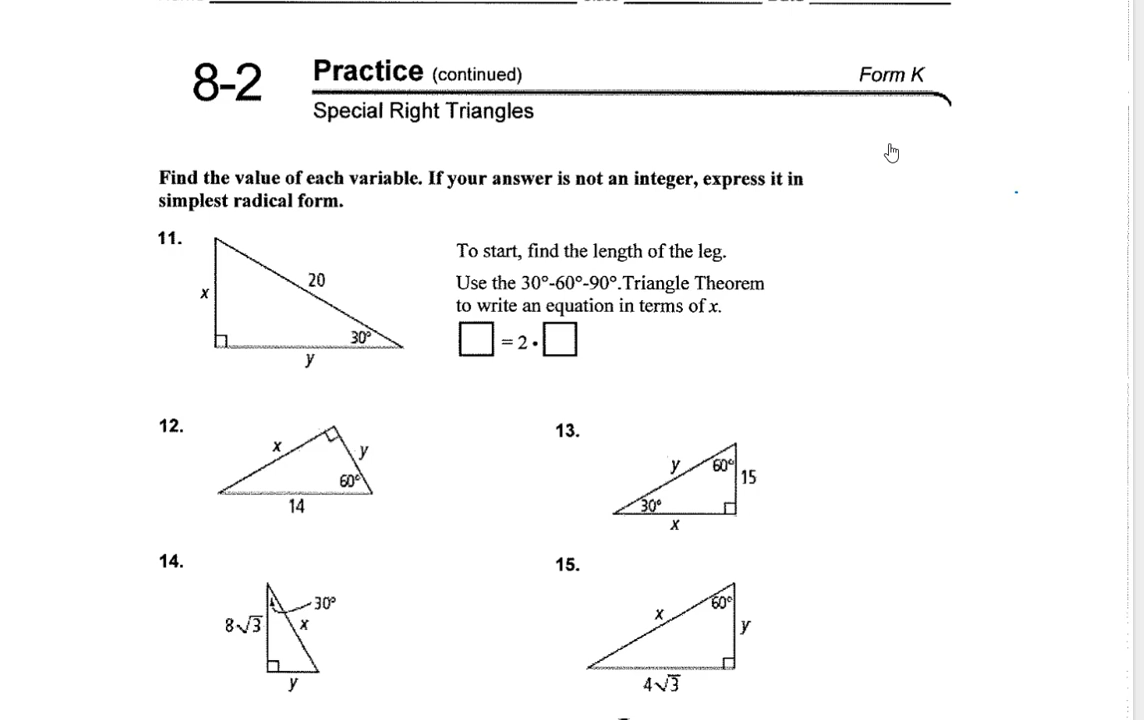 8-2
Practice (continued)
Form K
Special Right Triangles
Find the value of each variable. If your answer is not an integer, express it in
simplest radical form.
11.
x
20
30°
y
To start, find the length of the leg.
Use the 30°-60°-90°.Triangle Theorem
to write an equation in terms of x.
= 2 •
12.
x
y
60°
14
13.
y
60°
15
30°
x
14.
30°
8√3
x
y
15.
x
60°
y
4√3